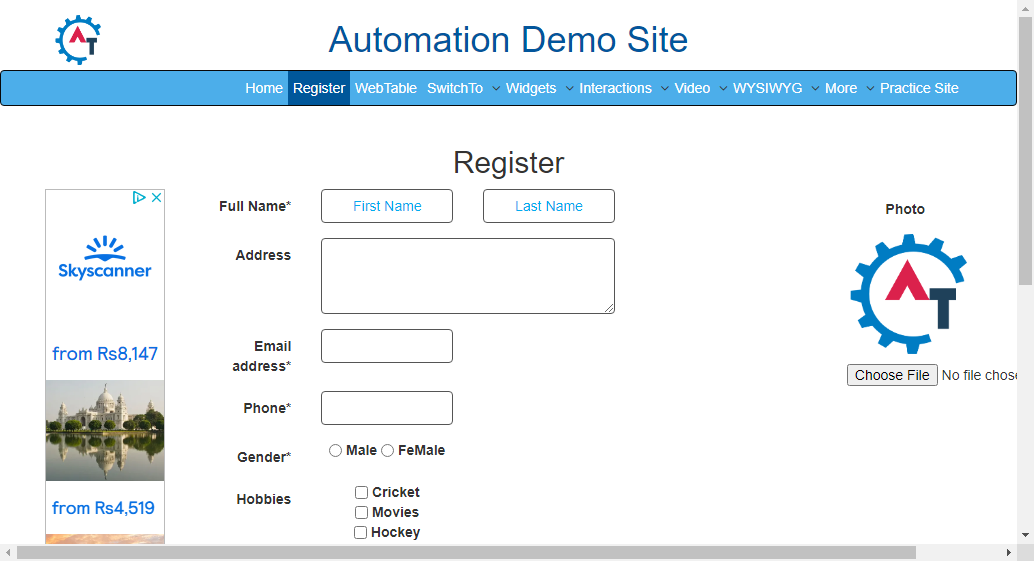 Automation Demo Site
Home Register WebTable SwitchTo Widgets Interactions Video WYSIWYG More Practice Site
Register
Full Name* First Name Last Name
Address
Email
address*
Phone*
Gender* Male FeMale
Hobbies Cricket
Movies
Hockey
Photo
AT
Choose File No file chose
Skyscanner
from Rs8,147
from Rs4,519